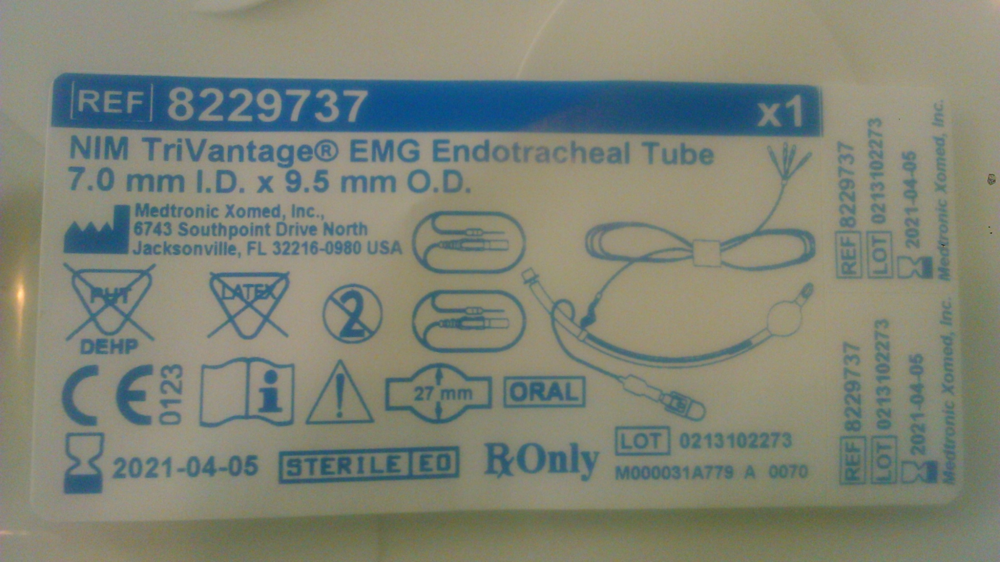 REF 8229737 x1
NIM TriVantage® EMG Endotracheal Tube
7.0 mm I.D. x 9.5 mm O.D.
Medtronic Xomed, Inc.,
6743 Southpoint Drive North
Jacksonville, FL 32216-0980 USA
PHT
DEHP
LATEX
2
CE 0123
i
!
27 mm
ORAL
2021-04-05
STERILE EO
Rx Only
LOT 0213102273
M000031A779 A 0070
REF 8229737
LOT 0213102273
2021-04-05
Medtronic Xomed, Inc.
REF 8229737
LOT 0213102273
2021-04-05
Medtronic Xomed, Inc.